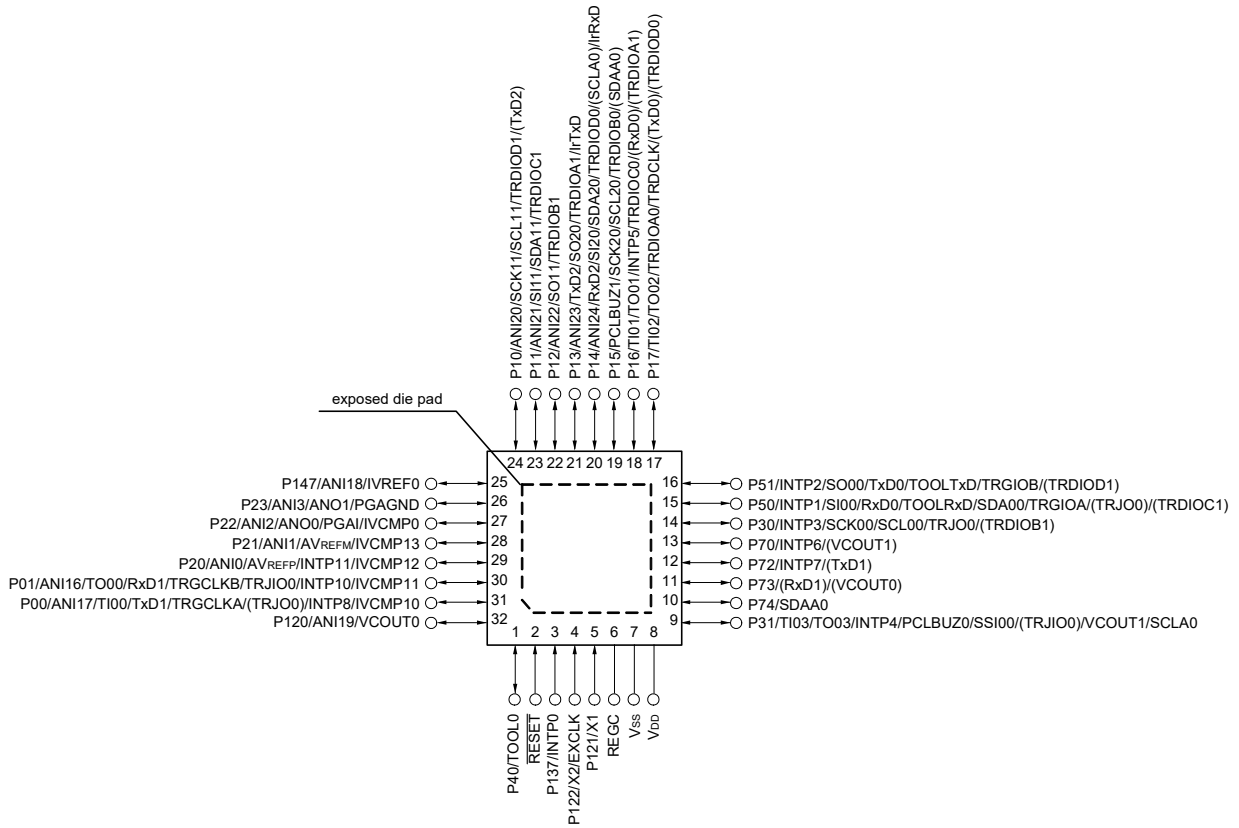 P10/ANI20/SCK11/SCL11/TRDIOD1/(TxD2)
P11/ANI21/SI11/SDA11/TRDIOC1
P12/ANI22/SO11/TRDIOB1
P13/ANI23/TxD2/SO20/TRDIOA1/IrTxD
P14/ANI24/RxD2/SI20/SDA20/TRDIOD0/(SCLA0)/IrRxD
P15/PCLBUZ1/SCK20/SCL20/TRDIOB0/(SDAA0)
P16/TI01/TO01/INTP5/TRDIOC0/(RxD0)/(TRDIOA1)
P17/TI02/TO02/TRDIOA0/TRDCLK/(TxD0)/(TRDIOD0)
exposed die pad
24 23 22 21 20 19 18 17
P147/ANI18/IVREF0 25
P23/ANI3/ANO1/PGAGND 26
P22/ANI2/ANO0/PGAI/IVCMP0 27
P21/ANI1/AVREFM/IVCMP13 28
P20/ANI0/AVREFP/INTP11/IVCMP12 29
P01/ANI16/TO00/RxD1/TRGCLKB/TRJIO0/INTP10/IVCMP11 30
P00/ANI17/TI00/TxD1/TRGCLKA/(TRJO0)/INTP8/IVCMP10 31
P120/ANI19/VCOUT0 32
16 P51/INTP2/SO00/TxD0/TOOLTxD/TRGIOB/(TRDIOD1)
15 P50/INTP1/SI00/RxD0/TOOLRxD/SDA00/TRGIOA/(TRJO0)/(TRDIOC1)
14 P30/INTP3/SCK00/SCL00/TRJO0/(TRDIOB1)
13 P70/INTP6/(VCOUT1)
12 P72/INTP7/(TxD1)
11 P73/(RxD1)/(VCOUT0)
10 P74/SDAA0
9 P31/TI03/TO03/INTP4/PCLBUZ0/SSI00/(TRJIO0)/VCOUT1/SCLA0
1 2 3 4 5 6 7 8
P40/TOOL0
RESET
P137/INTP0
P122/X2/EXCLK
P121/X1
REGC
VSS
VDD